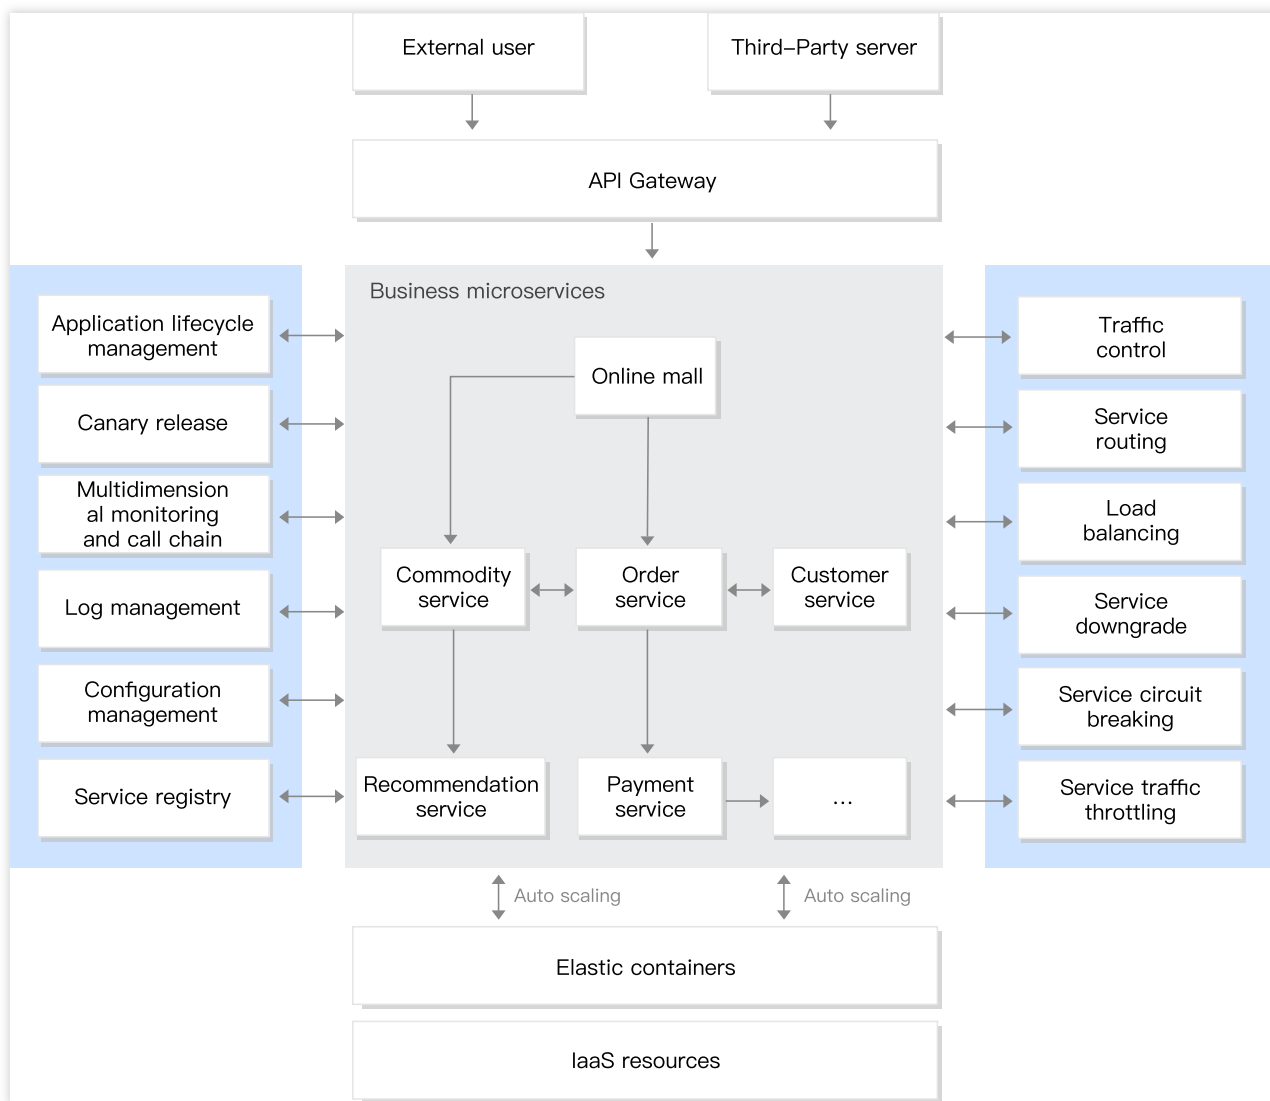 External user
Third-Party server
API Gateway
Application lifecycle
management
Canary release
Multidimension
al monitoring
and call chain
Log management
Configuration
management
Service registry
Business microservices
Online mall
Commodity
service
Order
service
Customer
service
Recommendation
service
Payment
service
...
Traffic
control
Service
routing
Load
balancing
Service
downgrade
Service circuit
breaking
Service traffic
throttling
Auto scaling
Auto scaling
Elastic containers
IaaS resources